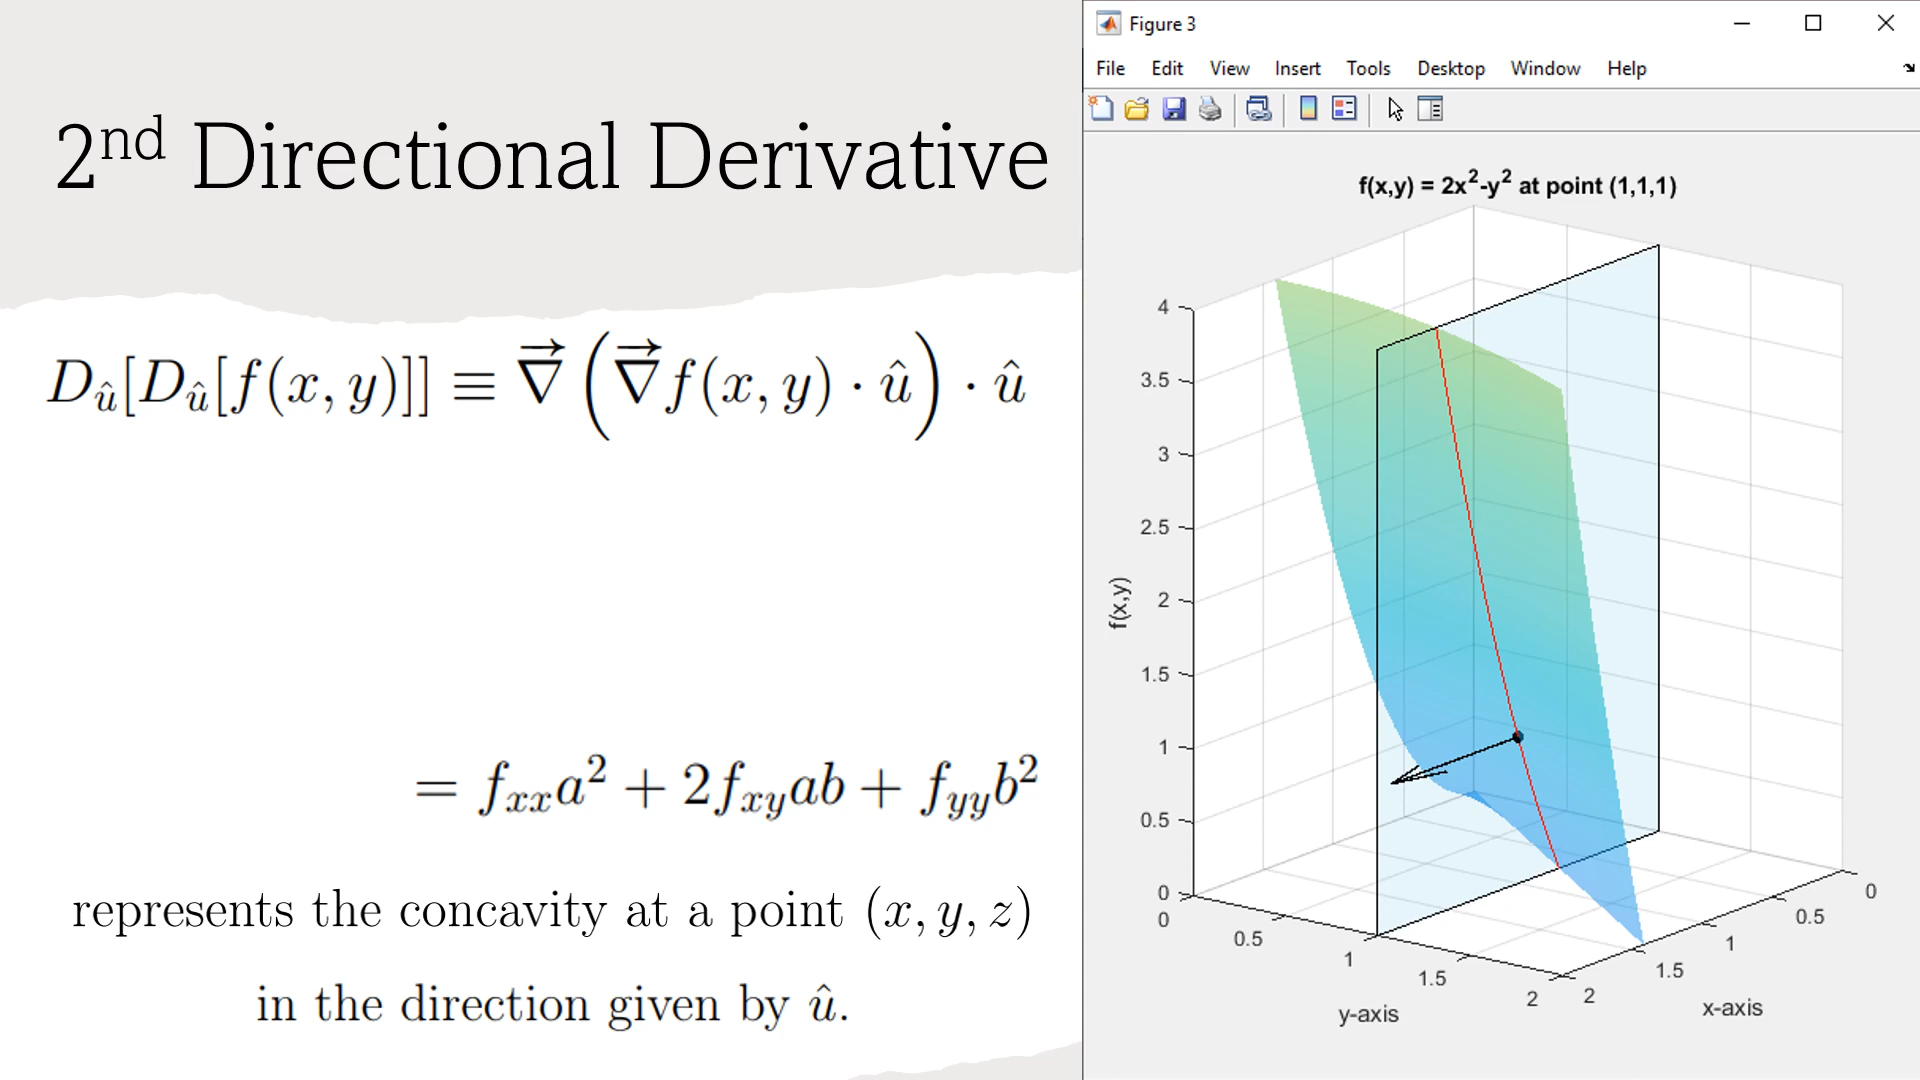 2nd Directional Derivative
D_û[D_û[f(x, y)]] ≡ ∇⃗ (∇⃗f(x, y) · û) · û
= f_xx a² + 2f_xy ab + f_yy b²
represents the concavity at a point (x, y, z)
in the direction given by û.
Figure 3
File Edit View Insert Tools Desktop Window Help
f(x,y) = 2x²-y² at point (1,1,1)
4
3.5
3
2.5
2
1.5
1
0.5
0
f(x,y)
0
0.5
1
1.5
2
y-axis
2
1.5
1
0.5
0
x-axis